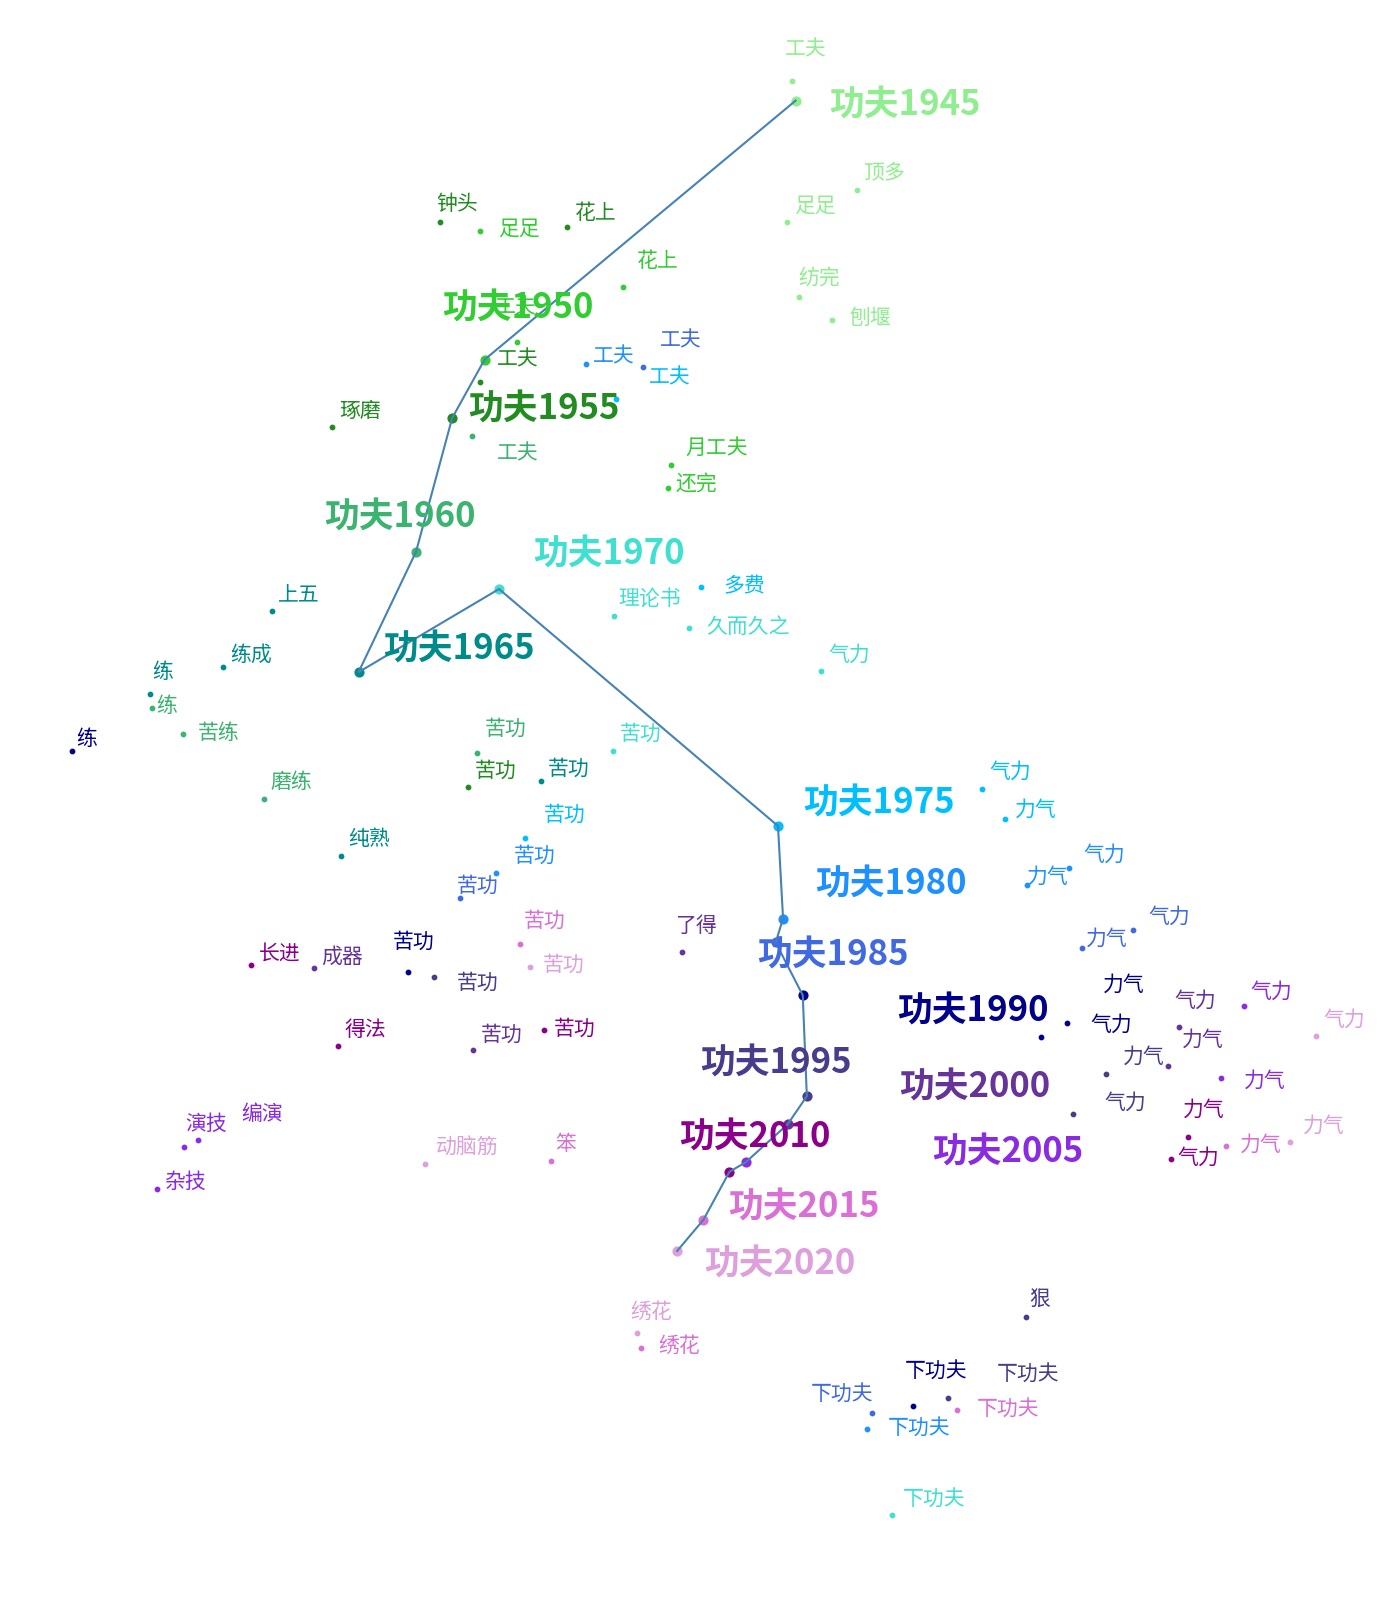 工夫
功夫1945
顶多
足足
钟头
花上
足足
花上
纺完
功夫1950
工夫
刨堰
工夫
工夫
工夫
工夫
功夫1955
琢磨
工夫
月工夫
还完
功夫1960
功夫1970
多费
上五
理论书
久而久之
功夫1965
练成
气力
练
练
苦练
苦功
苦功
练
苦功
苦功
气力
磨练
功夫1975
力气
苦功
纯熟
苦功
气力
功夫1980
力气
苦功
苦功
了得
气力
长进
成器
苦功
苦功
功夫1985
力气
苦功
力气
气力
气力
功夫1990
气力
气力
得法
苦功
苦功
力气
功夫1995
力气
功夫2000
力气
编演
演技
气力
力气
功夫2010
力气
动脑筋
笨
功夫2005
气力
力气
杂技
功夫2015
功夫2020
绣花
狠
绣花
下功夫
下功夫
下功夫
下功夫
下功夫
下功夫